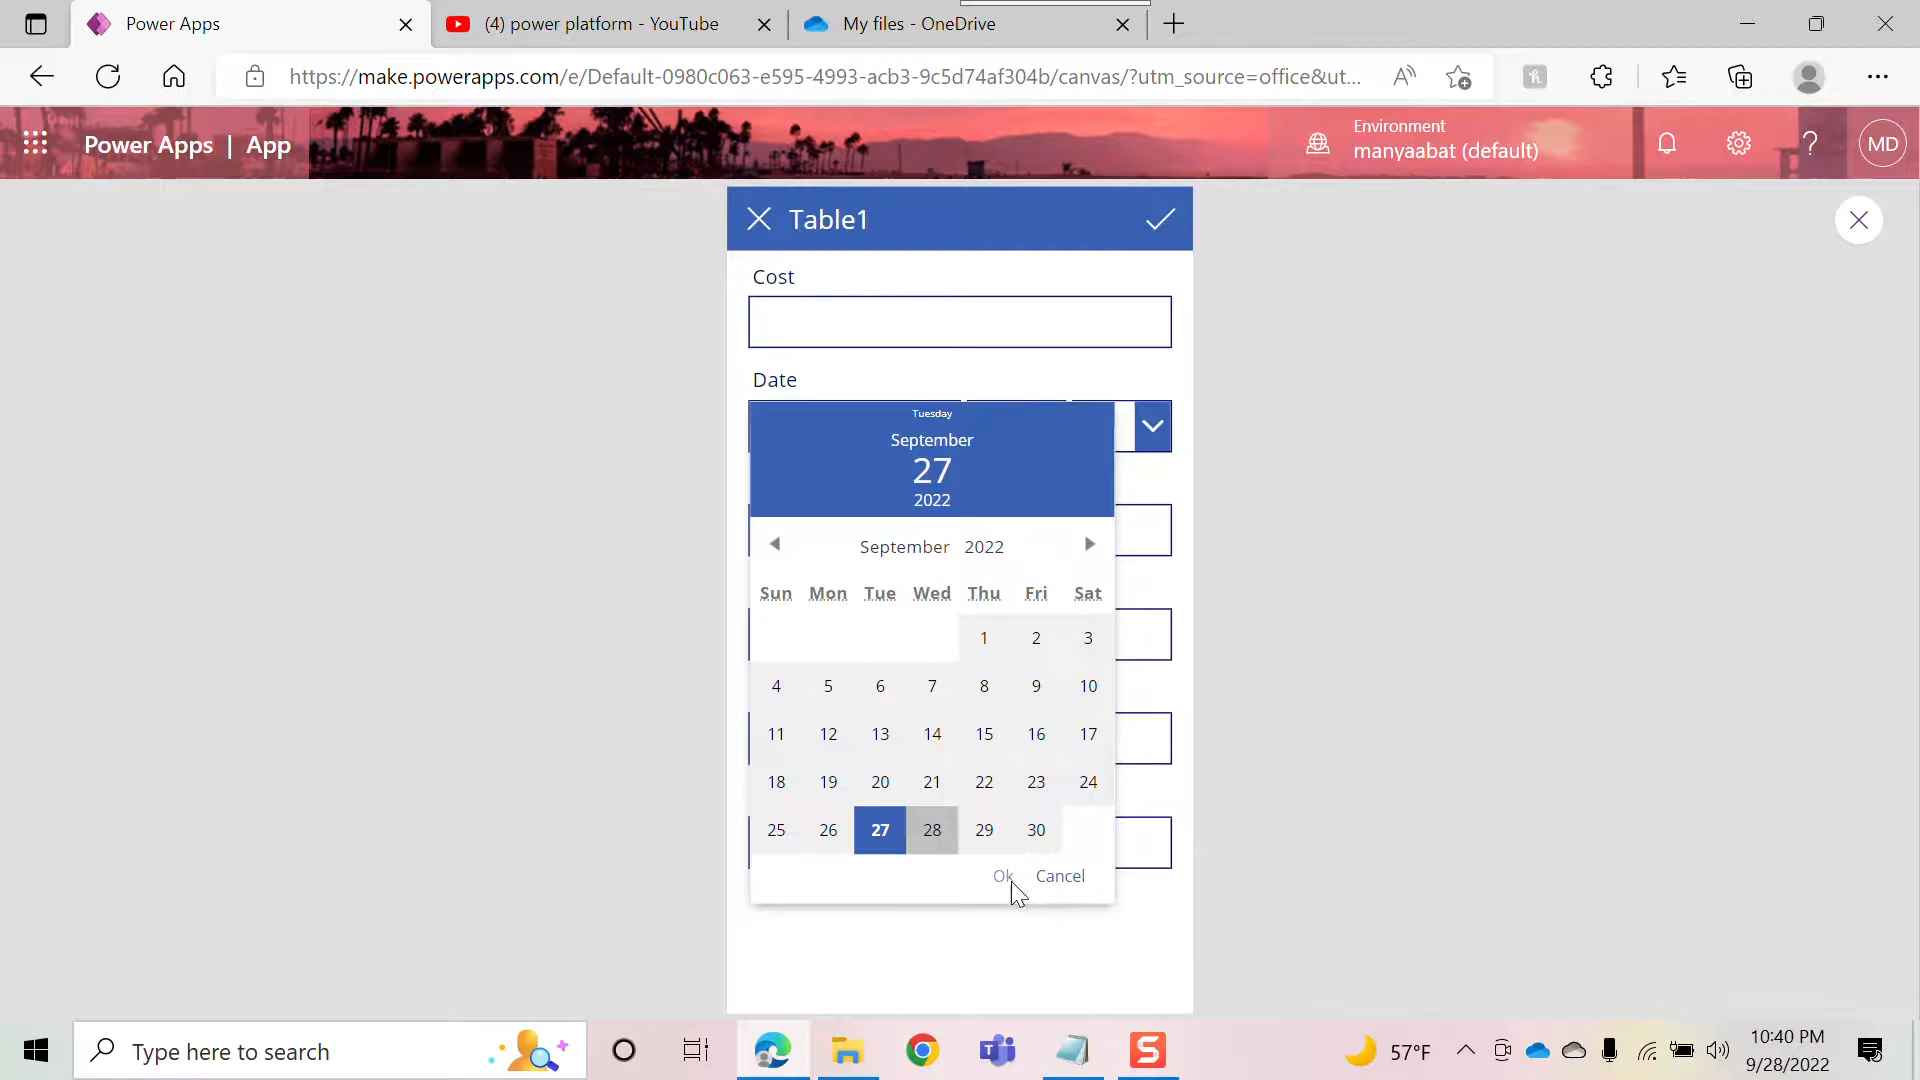 Power Apps
(4) power platform - YouTube
My files - OneDrive
https://make.powerapps.com/e/Default-0980c063-e595-4993-acb3-9c5d74af304b/canvas/?utm_source=office&ut...
Power Apps | App
Environment
manyaabat (default)
MD
Table1
Cost
Date
Tuesday
September
27
2022
September 2022
Sun Mon Tue Wed Thu Fri Sat
1 2 3
4 5 6 7 8 9 10
11 12 13 14 15 16 17
18 19 20 21 22 23 24
25 26 27 28 29 30
Ok Cancel
Type here to search
57°F
10:40 PM
9/28/2022